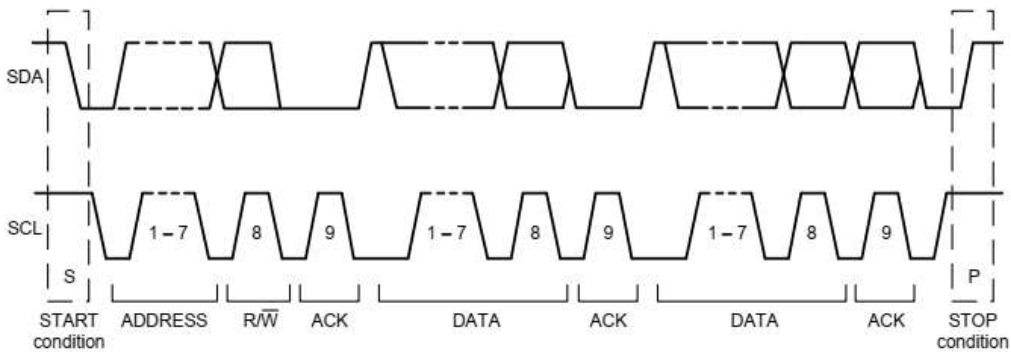 SDA
SCL
1 – 7
8
9
1 – 7
8
9
1 – 7
8
9
S
P
START
condition
ADDRESS
R/W̅
ACK
DATA
ACK
DATA
ACK
STOP
condition